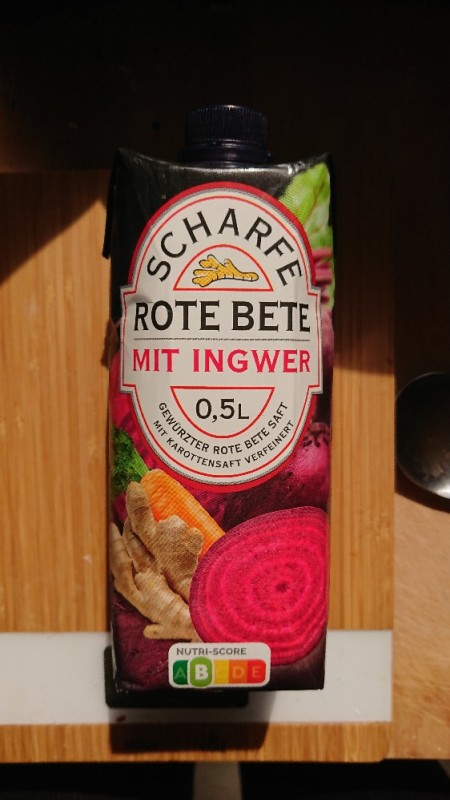 SCHARFE
ROTE BETE
MIT INGWER
0,5L
GEWÜRZTER ROTE BETE SAFT
MIT KAROTTENSAFT VERFEINERT
NUTRI-SCORE
A B C D E